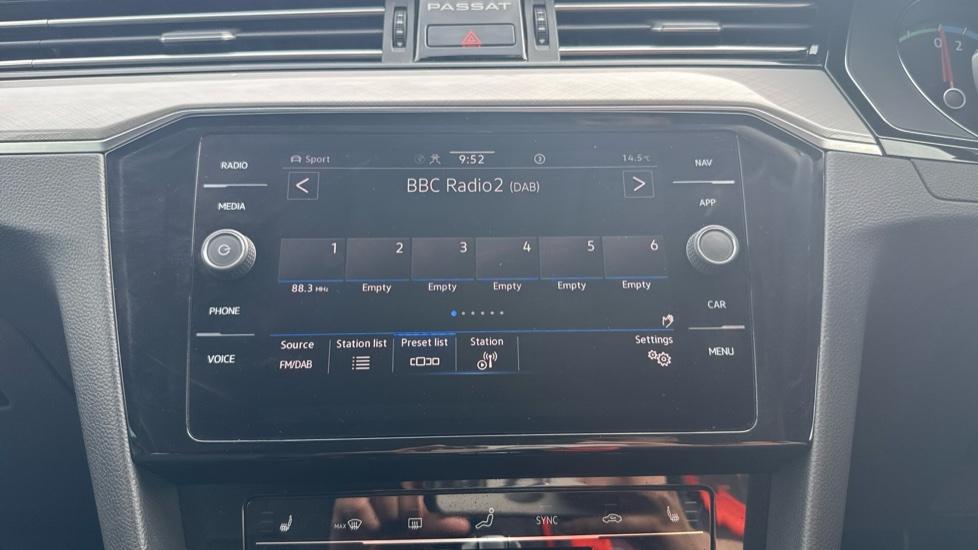 PASSAT
0 2
RADIO
Sport 9:52 14.5°C
NAV
MEDIA
BBC Radio2 (DAB)
APP
1 2 3 4 5 6
88.3 MHz Empty Empty Empty Empty Empty
PHONE
CAR
Source Station list Preset list Station Settings
FM/DAB
VOICE
MENU
MAX SYNC